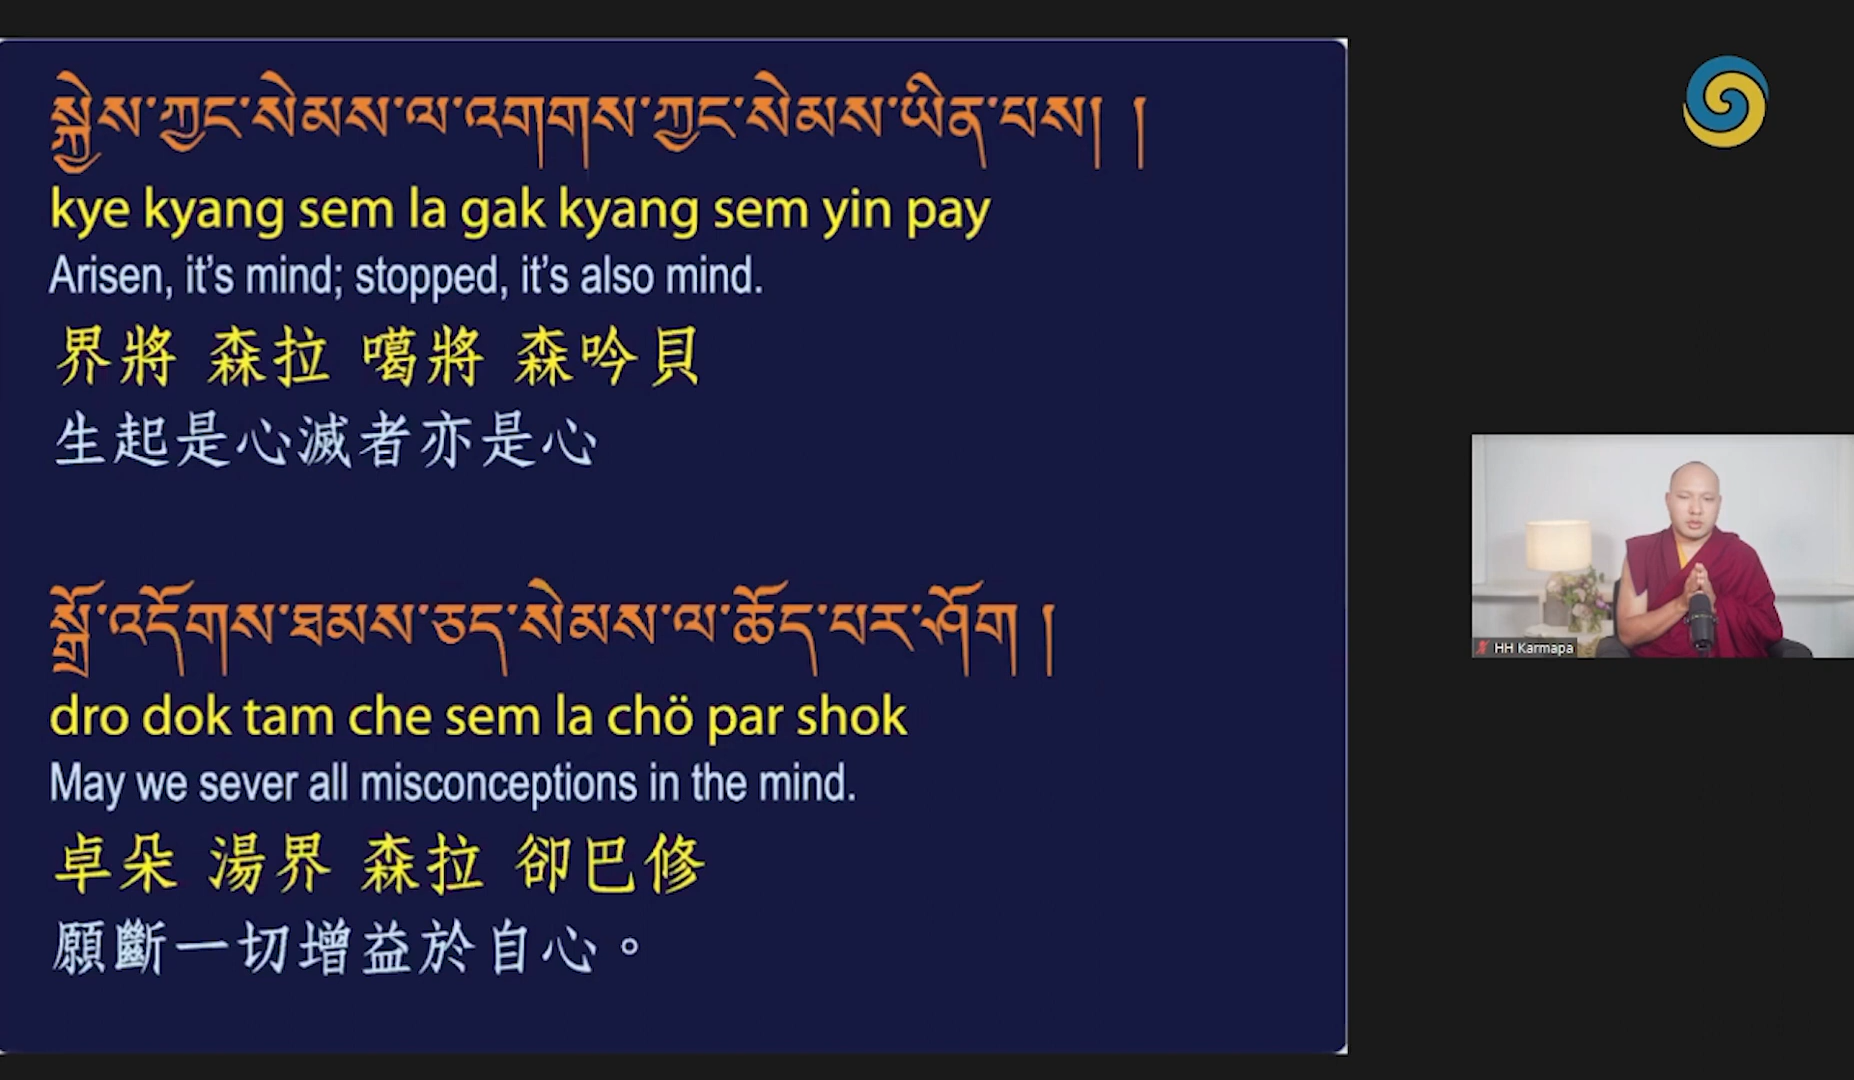 སྐྱེས་ཀྱང་སེམས་ལ་འགགས་ཀྱང་སེམས་ཡིན་པས། །
kye kyang sem la gak kyang sem yin pay
Arisen, it’s mind; stopped, it’s also mind.
界將 森拉 噶將 森吟貝
生起是心滅者亦是心
སྒྲོ་འདོགས་ཐམས་ཅད་སེམས་ལ་ཆོད་པར་ཤོག །
dro dok tam che sem la chö par shok
May we sever all misconceptions in the mind.
卓朵 湯界 森拉 卻巴修
願斷一切增益於自心。
HH Karmapa